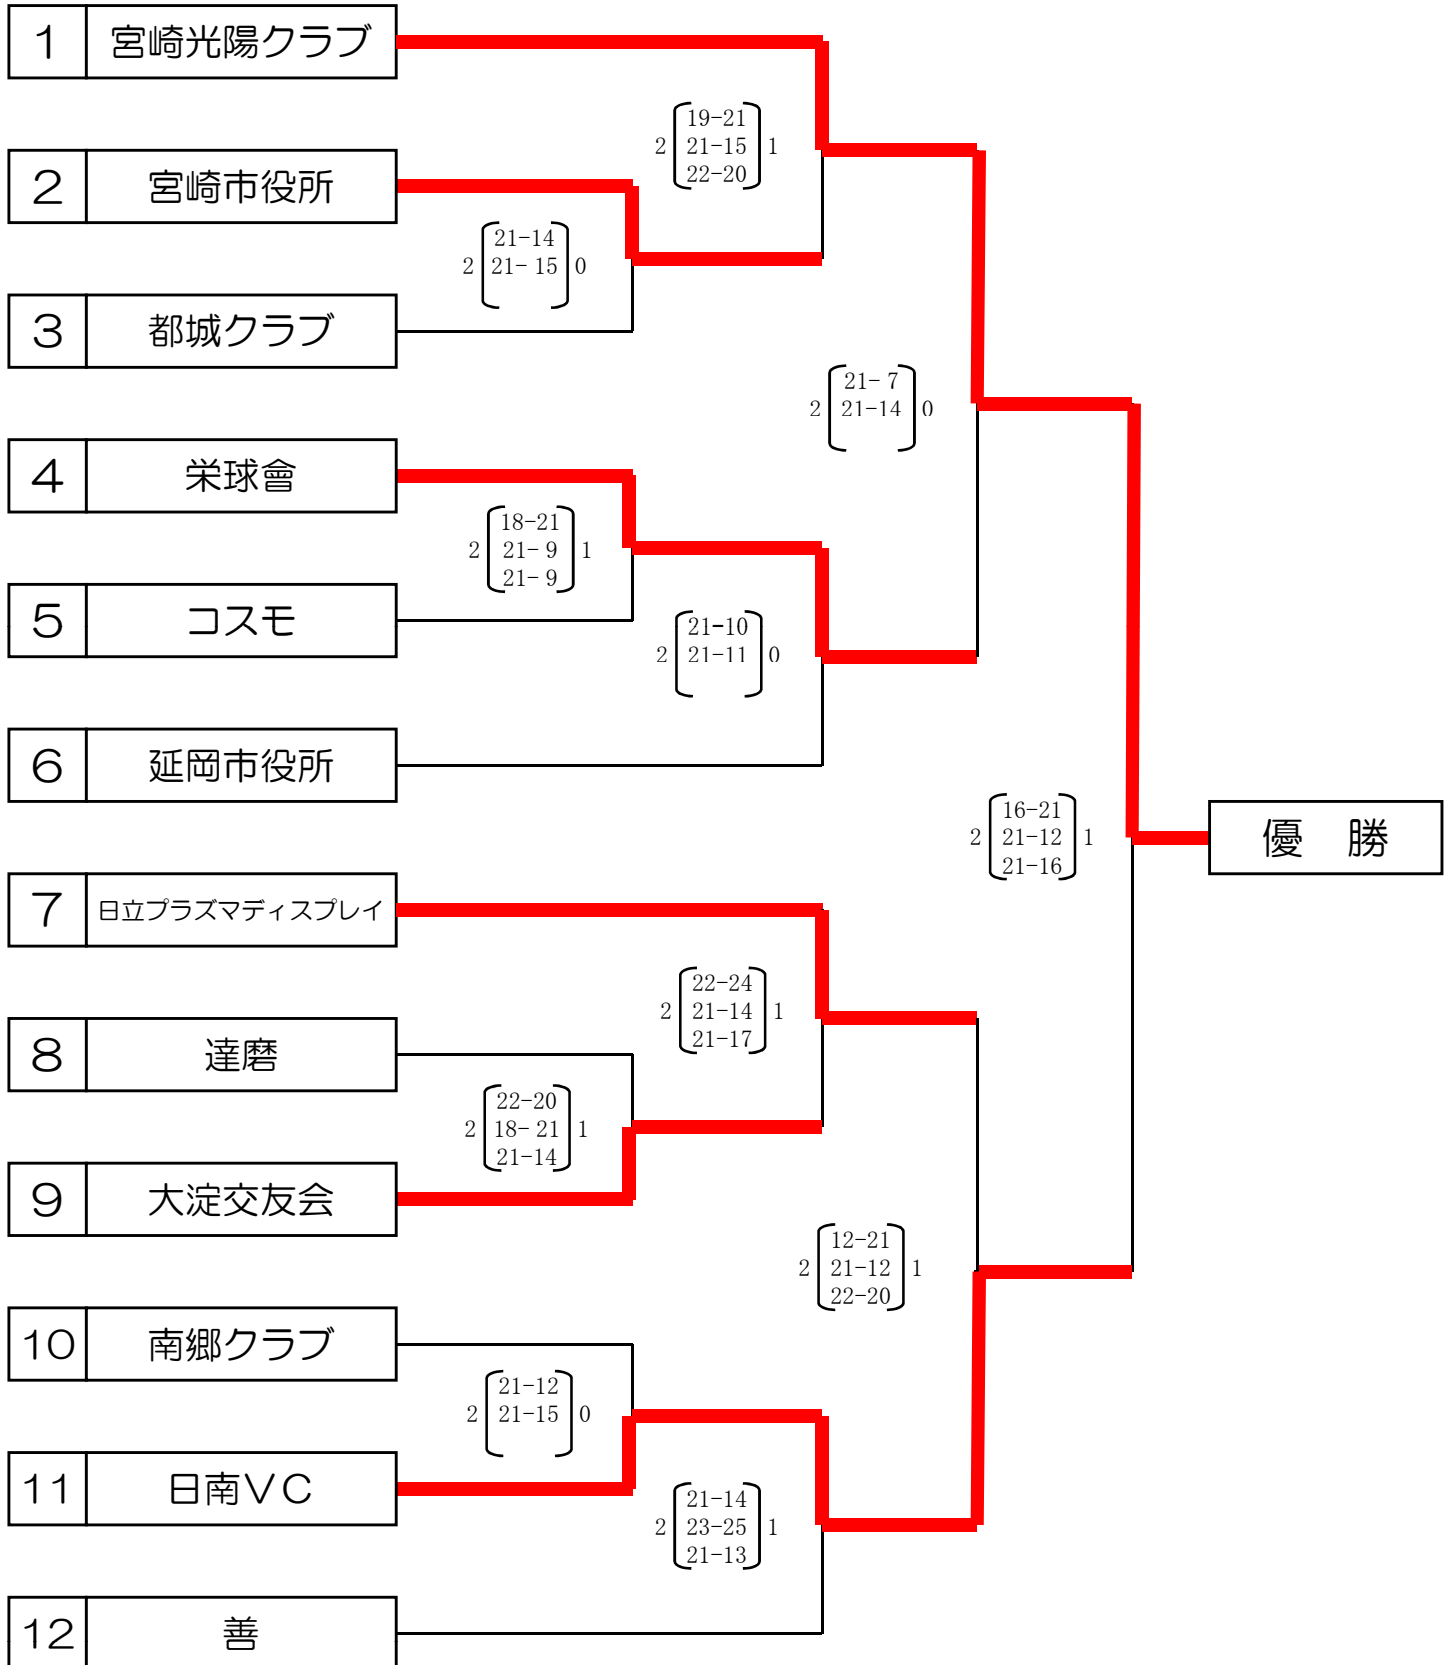 1 宮崎光陽クラブ
19-21
2 21-15 1
22-20
2 宮崎市役所
21-14
2 21- 15 0
3 都城クラブ
21- 7
2 21-14 0
4 栄球會
18-21
2 21- 9 1
21- 9
5 コスモ
21-10
2 21-11 0
6 延岡市役所
16-21
2 21-12 1
21-16
優 勝
7 日立プラズマディスプレイ
22-24
2 21-14 1
21-17
8 達磨
22-20
2 18- 21 1
21-14
9 大淀交友会
12-21
2 21-12 1
22-20
10 南郷クラブ
21-12
2 21-15 0
11 日南VC
21-14
2 23-25 1
21-13
12 善